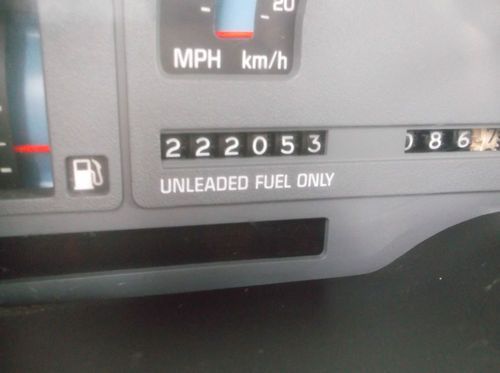 20
MPH km/h
222053 086
UNLEADED FUEL ONLY